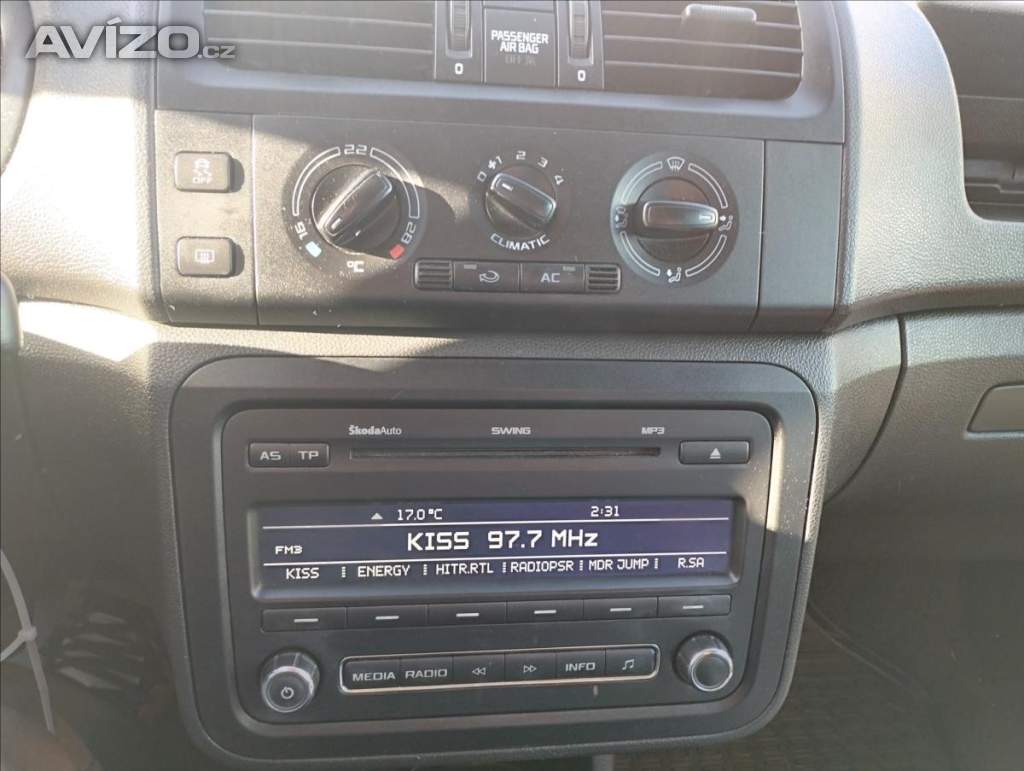 AVÍZO.cz
PASSENGER
AIR BAG
OFF
0 0
OFF
16 22 28
°C
0 1 2 3 4
CLIMATIC
AC
ŠkodaAuto SWING MP3
AS TP
17.0°C 2:31
FM3 KISS 97.7 MHz
KISS ENERGY HITR.RTL RADIOPSR MDR JUMP R.SA
MEDIA RADIO INFO